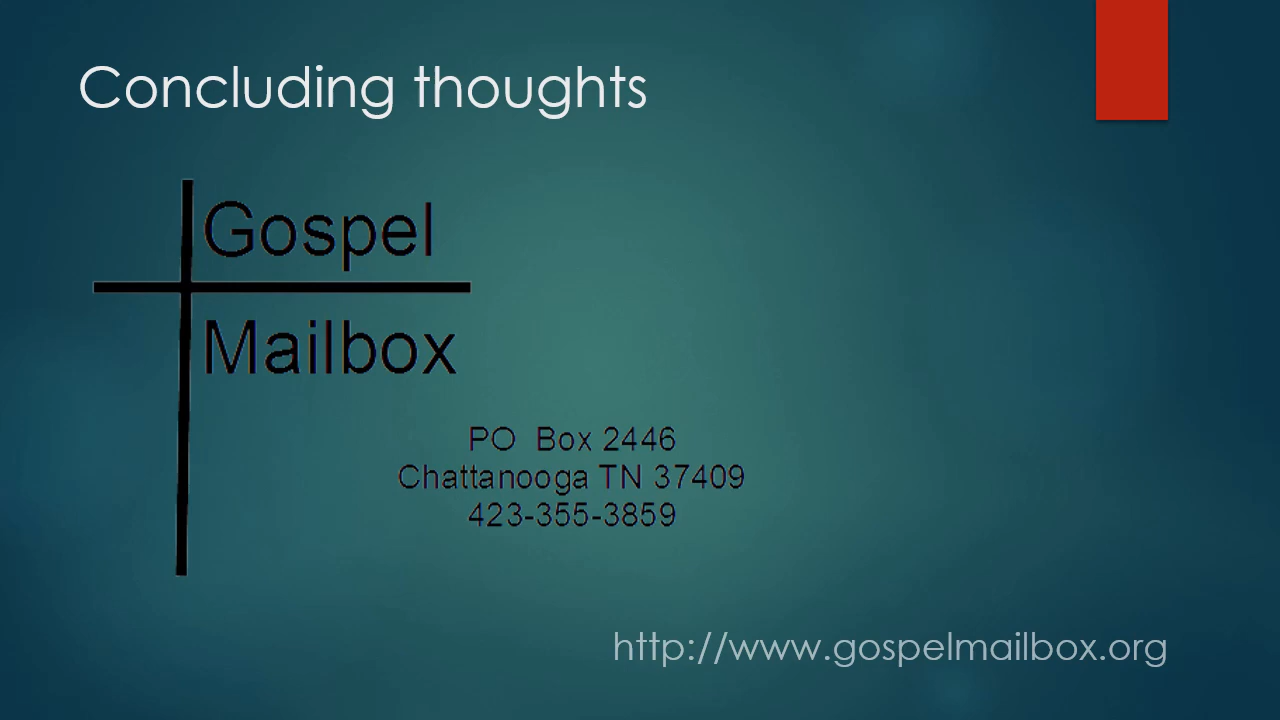 Concluding thoughts
Gospel
Mailbox
PO Box 2446
Chattanooga TN 37409
423-355-3859
http://www.gospelmailbox.org